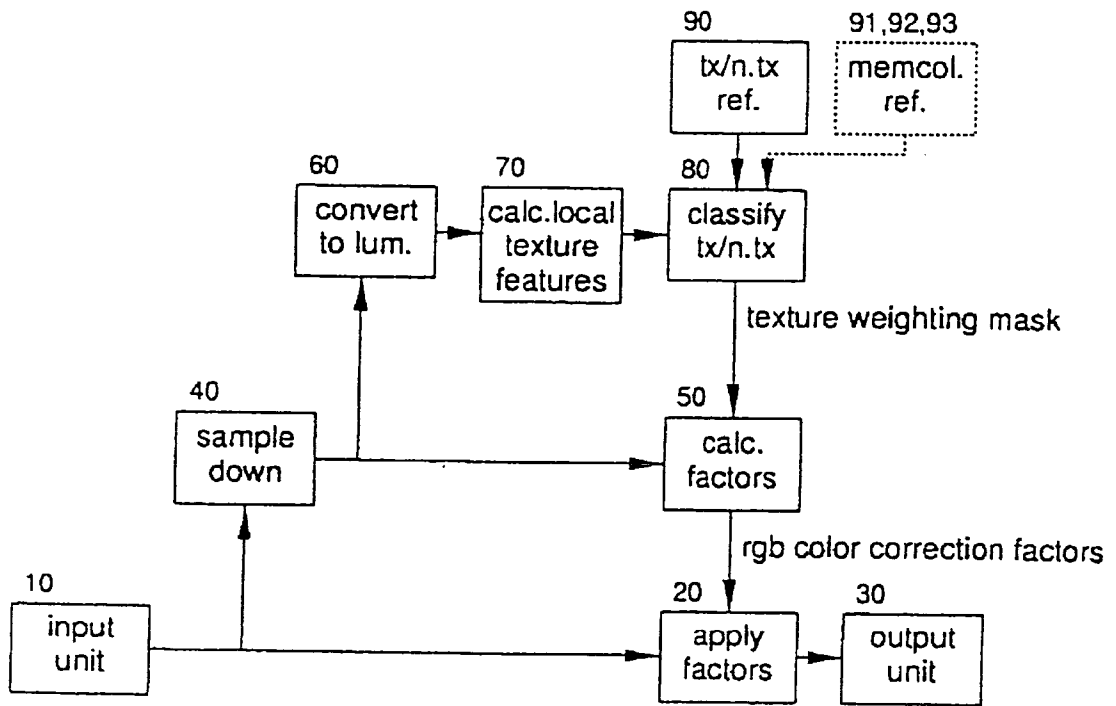 90
91,92,93
tx/n.tx
ref.
memcol.
ref.
60
70
80
convert
to lum.
calc.local
texture
features
classify
tx/n.tx
texture weighting mask
40
50
sample
down
calc.
factors
rgb color correction factors
10
20
30
input
unit
apply
factors
output
unit